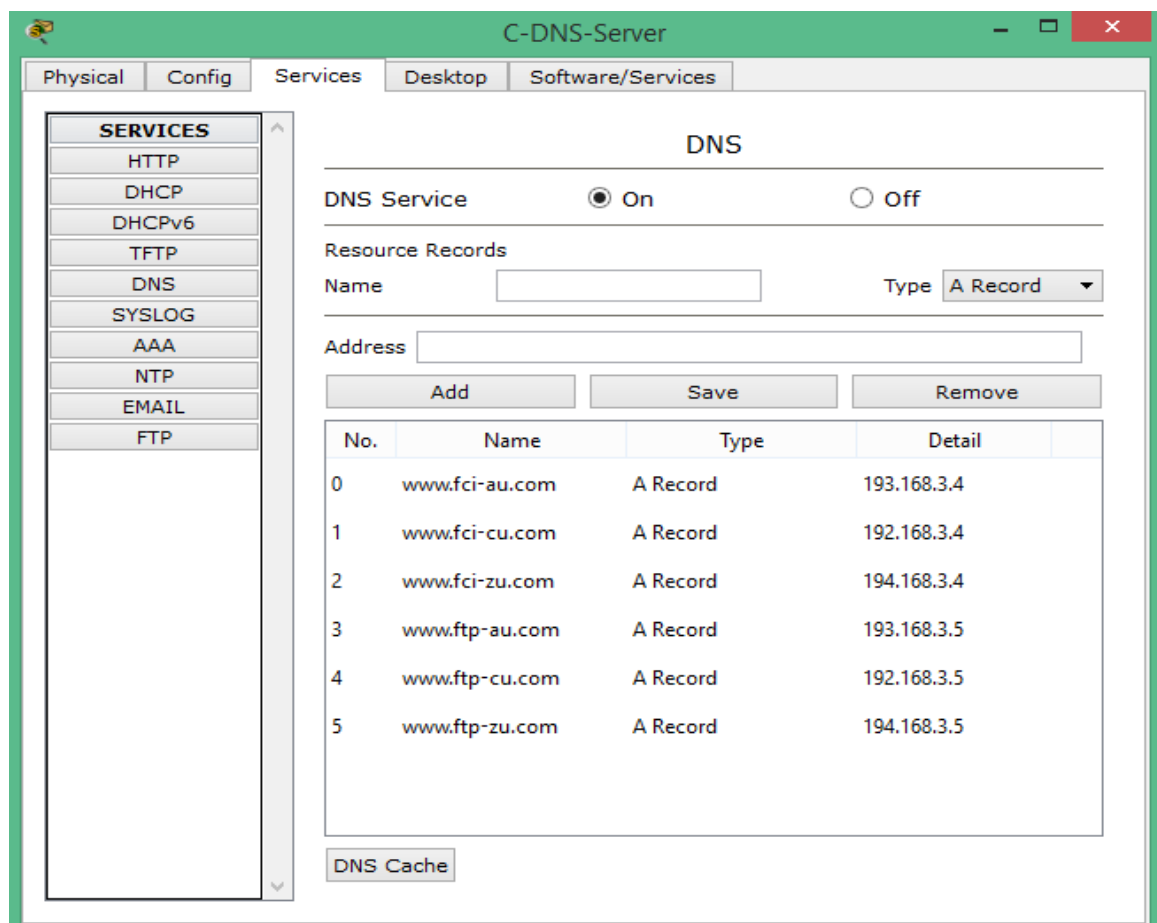 C-DNS-Server
Physical Config Services Desktop Software/Services
SERVICES
HTTP
DHCP
DHCPv6
TFTP
DNS
SYSLOG
AAA
NTP
EMAIL
FTP
DNS
DNS Service On Off
Resource Records
Name Type A Record
Address
Add Save Remove
No. Name Type Detail
0 www.fci-au.com A Record 193.168.3.4
1 www.fci-cu.com A Record 192.168.3.4
2 www.fci-zu.com A Record 194.168.3.4
3 www.ftp-au.com A Record 193.168.3.5
4 www.ftp-cu.com A Record 192.168.3.5
5 www.ftp-zu.com A Record 194.168.3.5
DNS Cache